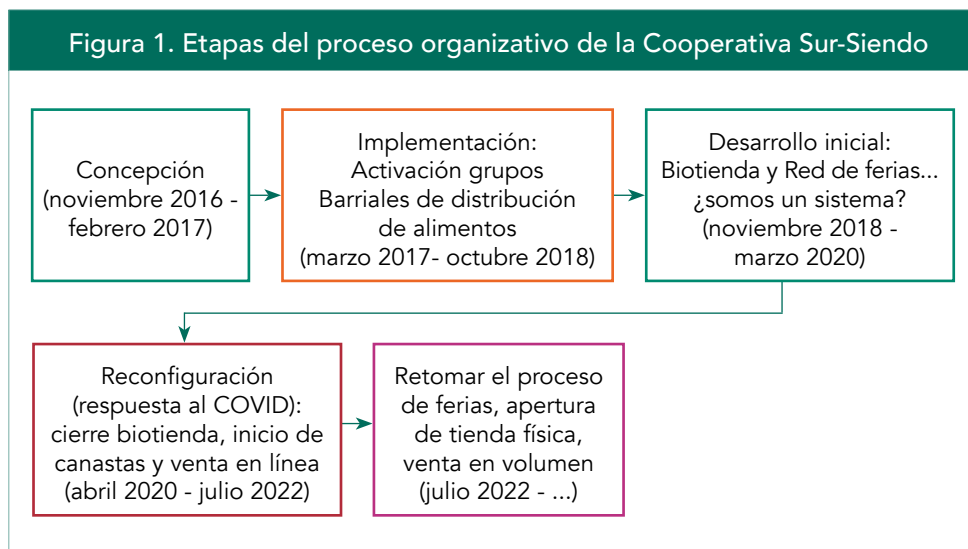 Figura 1. Etapas del proceso organizativo de la Cooperativa Sur-Siendo
Concepción
(noviembre 2016 -
febrero 2017)
Implementación:
Activación grupos
Barriales de distribución
de alimentos
(marzo 2017- octubre 2018)
Desarrollo inicial:
Biotienda y Red de ferias...
¿somos un sistema?
(noviembre 2018 -
marzo 2020)
Reconfiguración
(respuesta al COVID):
cierre biotienda, inicio de
canastas y venta en línea
(abril 2020 - julio 2022)
Retomar el proceso
de ferias, apertura
de tienda física,
venta en volumen
(julio 2022 - ...)